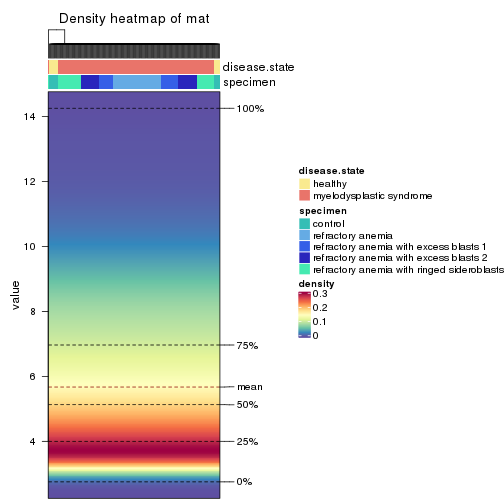 Density heatmap of mat
disease.state
specimen
100%
14
12
10
8
6
4
value
75%
mean
50%
25%
0%
disease.state
healthy
myelodysplastic syndrome
specimen
control
refractory anemia
refractory anemia with excess blasts 1
refractory anemia with excess blasts 2
refractory anemia with ringed sideroblasts
density
0.3
0.2
0.1
0